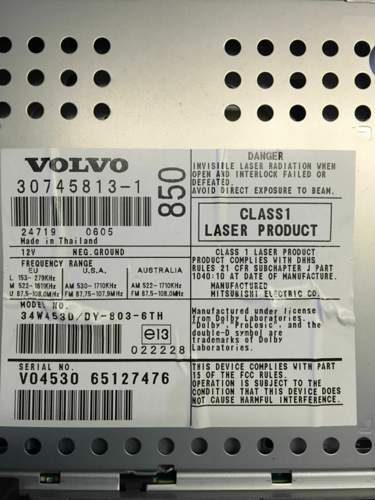 VOLVO
30745813-1
850
24719 0605
Made in Thailand
12V NEG.GROUND
FREQUENCY RANGE
EU U.S.A. AUSTRALIA
L 153-279KHz
M 522-1611KHz AM 530-1710KHz AM 522-1710KHz
U 87.5-108.0MHz FM 87.75-107.9MHz FM 87.5-108.0MHz
MODEL NO.
34W4530/DY-803-6TH
e13
022228
SERIAL NO.
V04530 65127476
DANGER
INVISIBLE LASER RADIATION WHEN
OPEN AND INTERLOCK FAILED OR
DEFEATED.
AVOID DIRECT EXPOSURE TO BEAM.
CLASS1
LASER PRODUCT
CLASS 1 LASER PRODUCT
PRODUCT COMPLIES WITH DHHS
RULES 21 CFR SUBCHAPTER J PART
1040:10 AT DATE OF MANUFACTURE.
MANUFACTURED
MITSUBISHI ELECTRIC CO.
Manufactured under license
from Dolby Laboratories.
"Dolby", "ProLogic", and the
double-D symbol are
trademarks of Dolby
Laboratories.
THIS DEVICE COMPLIES WITH PART
15 OF THE FCC RULES.
OPERATION IS SUBJECT TO THE
CONDITION THAT THIS DEVICE DOES
NOT CAUSE HARMFUL INTERFERENCE.